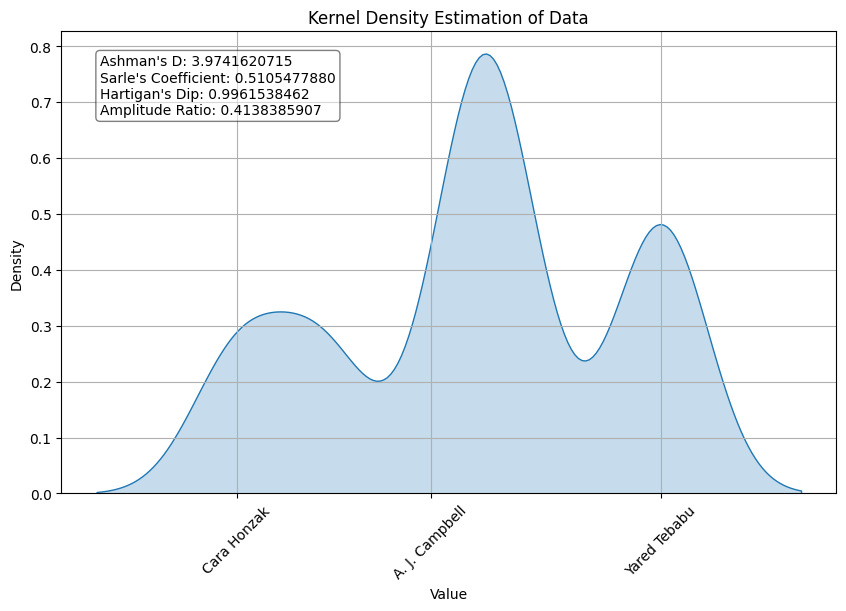 Kernel Density Estimation of Data
Ashman's D: 3.9741620715
Sarle's Coefficient: 0.5105477880
Hartigan's Dip: 0.9961538462
Amplitude Ratio: 0.4138385907
0.8
0.7
0.6
0.5
0.4
0.3
0.2
0.1
0.0
Density
Cara Honzak
A. J. Campbell
Yared Tebabu
Value